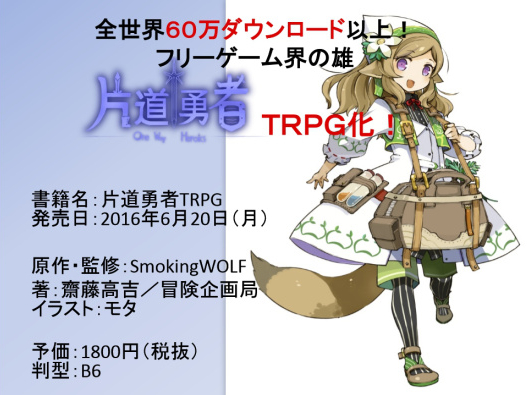 全世界60万ダウンロード以上！
フリーゲーム界の雄
片道勇者
One Way Heroics
TRPG化！
書籍名：片道勇者TRPG
発売日：2016年6月20日（月）
原作・監修：SmokingWOLF
著：齋藤高吉／冒険企画局
イラスト：モタ
予価：1800円（税抜）
判型：B6